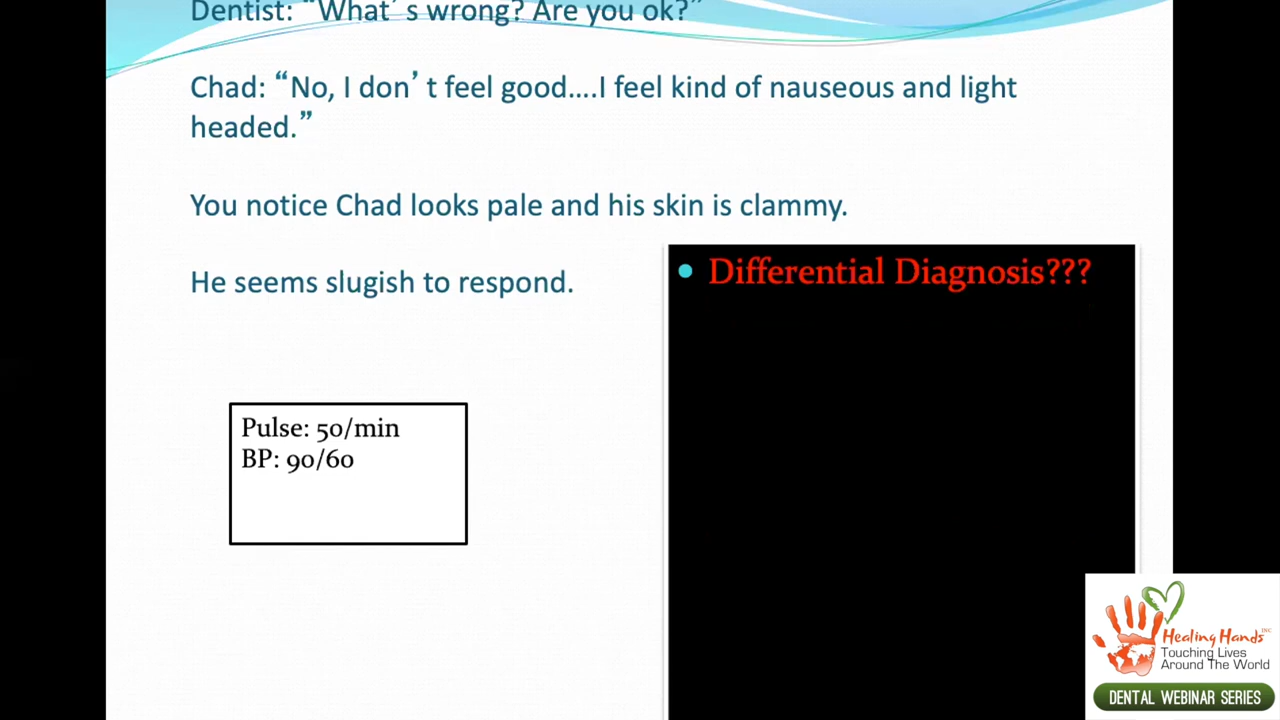 Dentist: “What’s wrong? Are you ok?”
Chad: “No, I don’t feel good....I feel kind of nauseous and light
headed.”
You notice Chad looks pale and his skin is clammy.
He seems slugish to respond.
• Differential Diagnosis???
Pulse: 50/min
BP: 90/60
Healing Hands INC
Touching Lives
Around The World
DENTAL WEBINAR SERIES